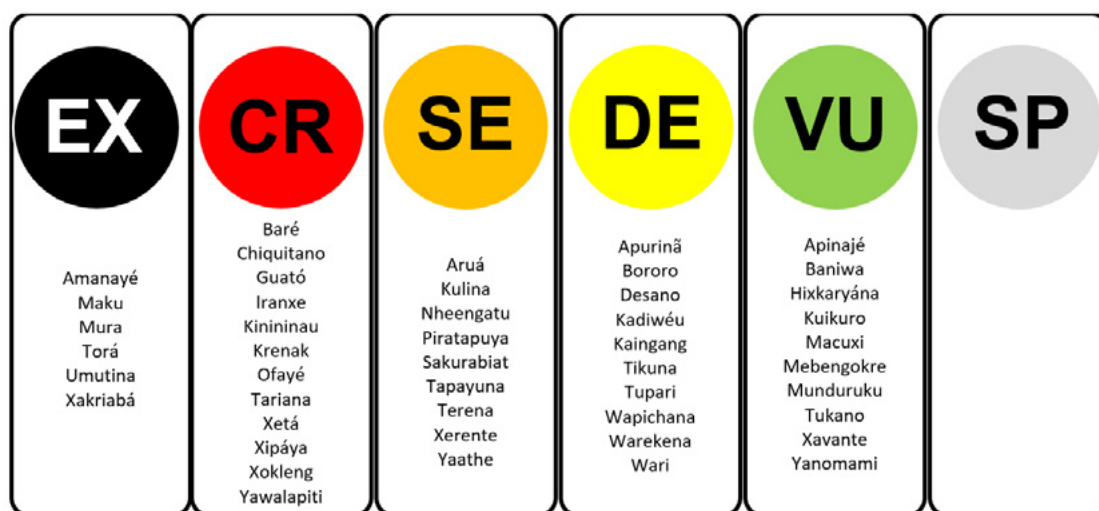 EX
Amanayé
Maku
Mura
Torá
Umutina
Xakriabá
CR
Baré
Chiquitano
Guató
Iranxe
Kinininau
Krenak
Ofayé
Tariana
Xetá
Xipáya
Xokleng
Yawalapiti
SE
Aruá
Kulina
Nheengatu
Piratapuya
Sakurabiat
Tapayuna
Terena
Xerente
Yaathe
DE
Apurinã
Bororo
Desano
Kadiwéu
Kaingang
Tikuna
Tupari
Wapichana
Warekena
Wari
VU
Apinajé
Baniwa
Hixkaryána
Kuikuro
Macuxi
Mebengokre
Munduruku
Tukano
Xavante
Yanomami
SP